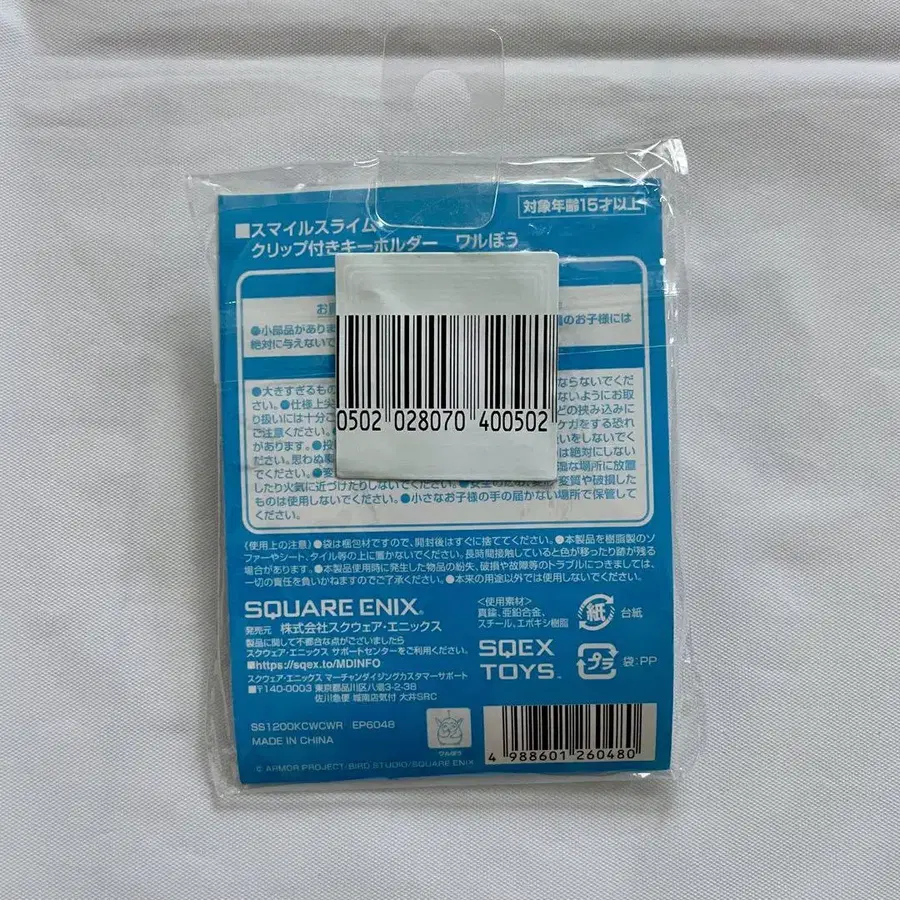 対象年齢15才以上
■スマイルスライム
クリップ付きキーホルダー ワルぼう
●小部品があります
のお子様には
絶対に与えないで
●大きすぎるもの
ならないでくだ
さい。●仕様上
ないようにお取
り扱いには十分ご
の挟み込みに
ご注意ください。
ケガをする恐れ
があります。●投
をしないでく
ださい。思わぬ
は絶対にしない
でください。●変
温な場所に放置
したり火気に近づけたりしないでください。
変質や破損した
ものは使用しないでください。●小さなお子様の手の届かない場所で保管して
ください。
0502 028070 400502
《使用上の注意》●袋は梱包材ですので、開封後はすぐに捨ててください。●本製品を樹脂製のソ
ファーやシート、タイル等の上に置かないでください。長時間接触していると色が移ったり跡が残る
場合があります。●本製品使用時に発生した物品の紛失、破損や故障等のトラブルにつきましては、
一切の責任を負いかねますのでご了承ください。●本来の用途以外では使用しないでください。
SQUARE ENIX®
発売元 株式会社スクウェア・エニックス
製品に関して不都合な点がございましたら
スクウェア・エニックス サポートセンターをご利用ください。
■https://sqex.to/MDINFO
スクウェア・エニックス マーチャンダイジングカスタマーサポート
■〒140-0003 東京都品川区八潮3-2-38
佐川急便 城南店気付 大井SRC
<使用素材>
真鍮、亜鉛合金、
スチール、エポキシ樹脂
SQEX
TOYS™
紙 台紙
プラ 袋:PP
SS1200KCWCWR EP6048
MADE IN CHINA
ワルぼう
4 988601 260480
© ARMOR PROJECT/BIRD STUDIO/SQUARE ENIX